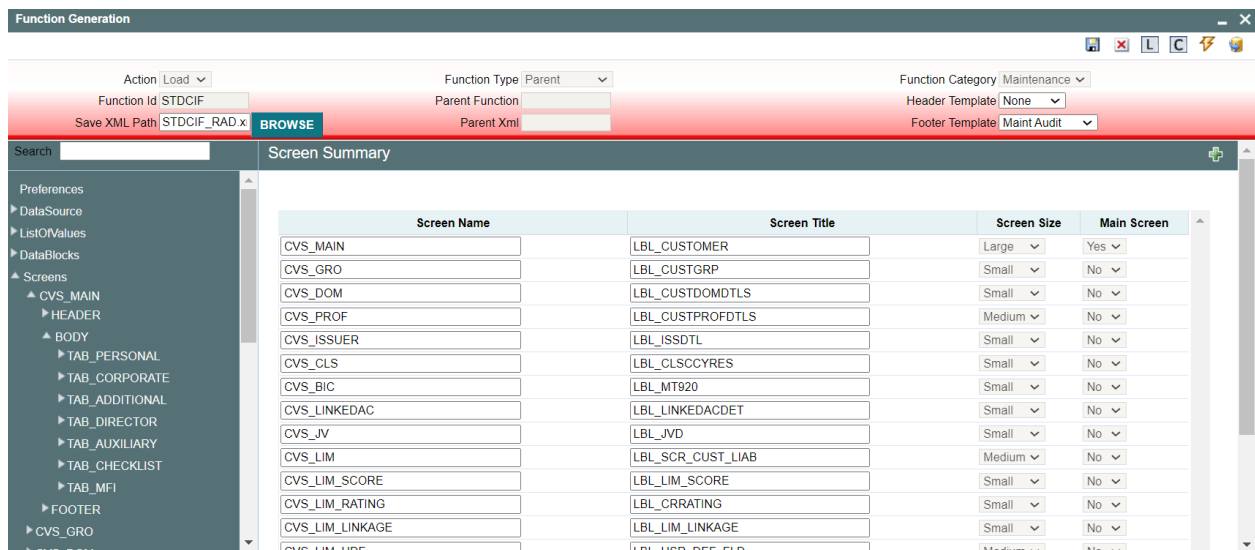 Function Generation
L C
Action Load Function Type Parent Function Category Maintenance
Function Id STDCIF Parent Function Header Template None
Save XML Path STDCIF_RAD.x BROWSE Parent Xml Footer Template Maint Audit
Search Screen Summary
Preferences
DataSource
ListOfValues
DataBlocks
Screens
CVS_MAIN
HEADER
BODY
TAB_PERSONAL
TAB_CORPORATE
TAB_ADDITIONAL
TAB_DIRECTOR
TAB_AUXILIARY
TAB_CHECKLIST
TAB_MFI
FOOTER
CVS_GRO
Screen Name Screen Title Screen Size Main Screen
CVS_MAIN LBL_CUSTOMER Large Yes
CVS_GRO LBL_CUSTGRP Small No
CVS_DOM LBL_CUSTDOMDTLS Small No
CVS_PROF LBL_CUSTPROFDTLS Medium No
CVS_ISSUER LBL_ISSDTL Small No
CVS_CLS LBL_CLSCCYRES Small No
CVS_BIC LBL_MT920 Small No
CVS_LINKEDAC LBL_LINKEDACDET Small No
CVS_JV LBL_JVD Small No
CVS_LIM LBL_SCR_CUST_LIAB Medium No
CVS_LIM_SCORE LBL_LIM_SCORE Small No
CVS_LIM_RATING LBL_CRRATING Small No
CVS_LIM_LINKAGE LBL_LIM_LINKAGE Small No